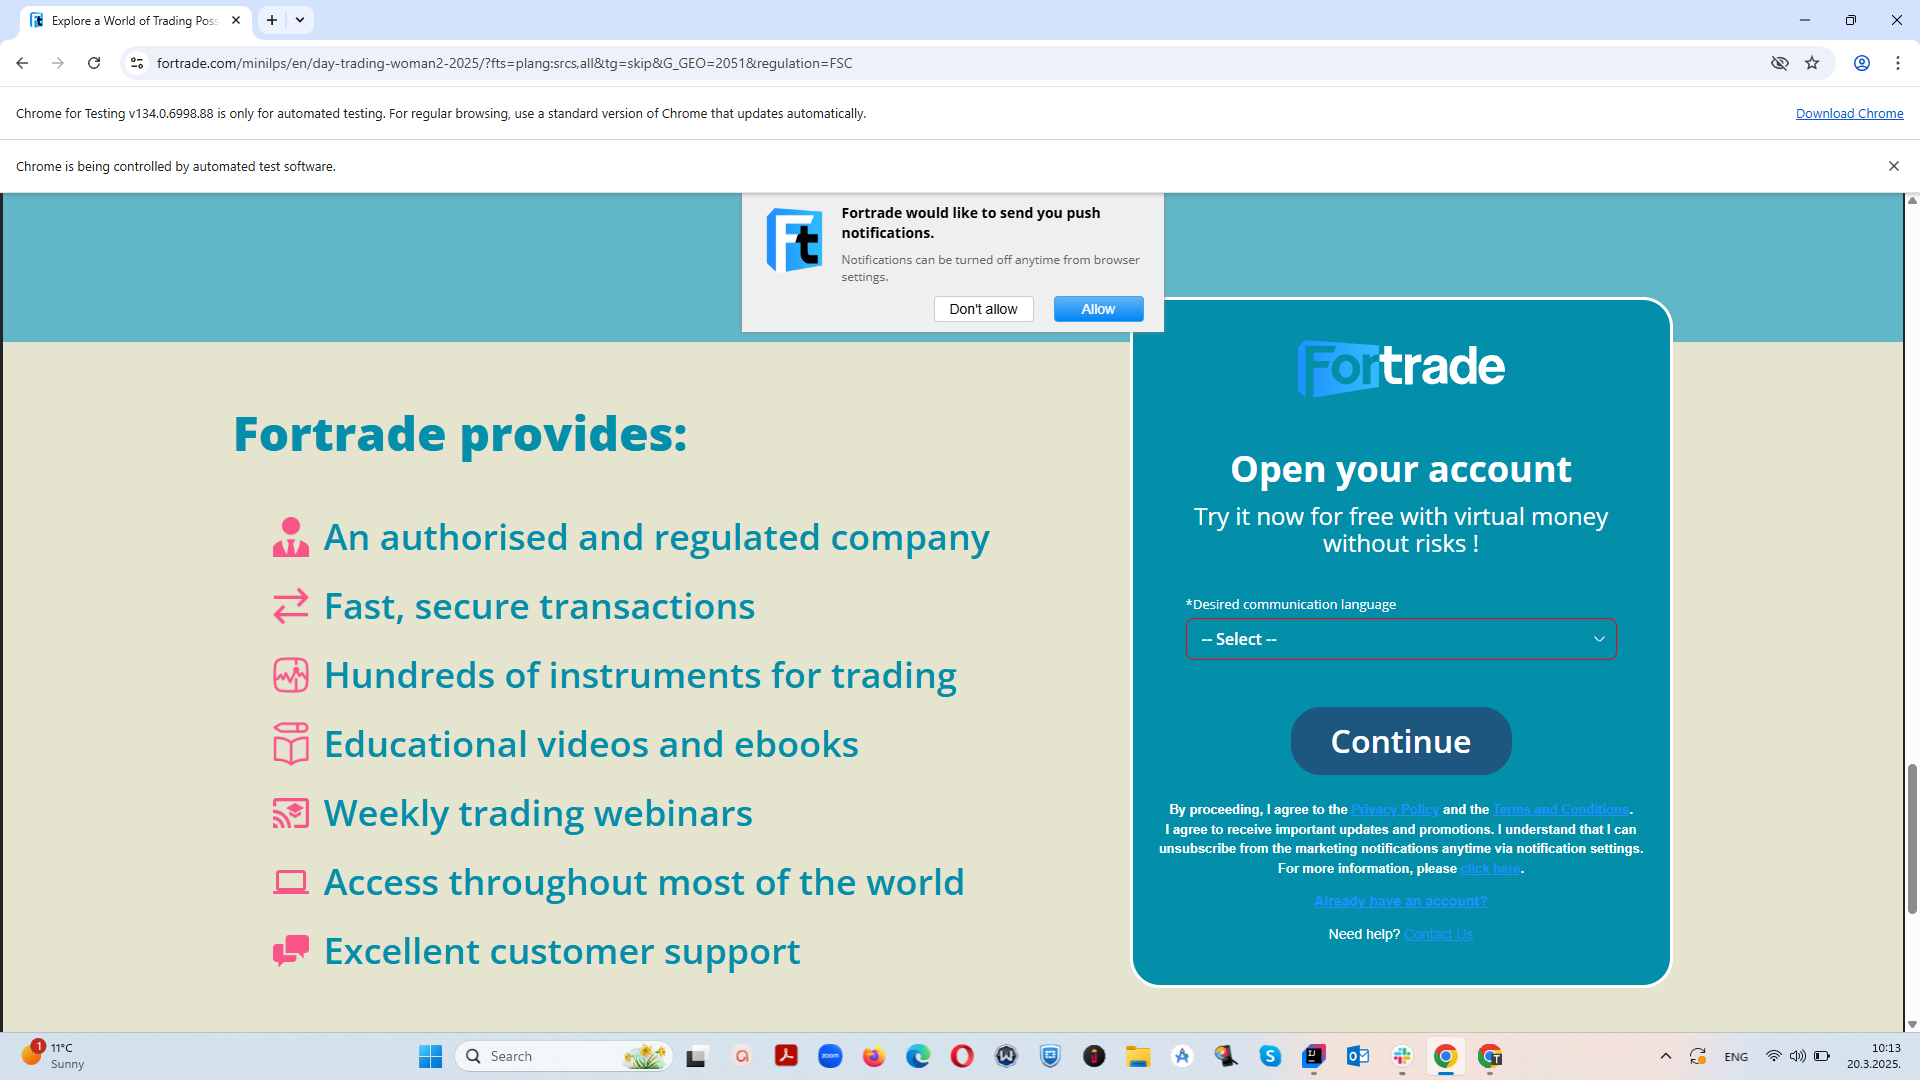 Explore a World of Trading Poss
fortrade.com/minilps/en/day-trading-woman2-2025/?fts=plang:srcs,all&tg=skip&G_GEO=2051&regulation=FSC
Chrome for Testing v134.0.6998.88 is only for automated testing. For regular browsing, use a standard version of Chrome that updates automatically.
Download Chrome
Chrome is being controlled by automated test software.
Ft
Fortrade would like to send you push
notifications.
Notifications can be turned off anytime from browser
settings.
Don't allow
Allow
Fortrade provides:
An authorised and regulated company
Fast, secure transactions
Hundreds of instruments for trading
Educational videos and ebooks
Weekly trading webinars
Access throughout most of the world
Excellent customer support
Fortrade
Open your account
Try it now for free with virtual money
without risks !
*Desired communication language
-- Select --
Continue
By proceeding, I agree to the Privacy Policy and the Terms and Conditions.
I agree to receive important updates and promotions. I understand that I can
unsubscribe from the marketing notifications anytime via notification settings.
For more information, please click here.
Already have an account?
Need help? Contact Us
1
11°C
Sunny
Search
zoom
ENG
10:13
20.3.2025.